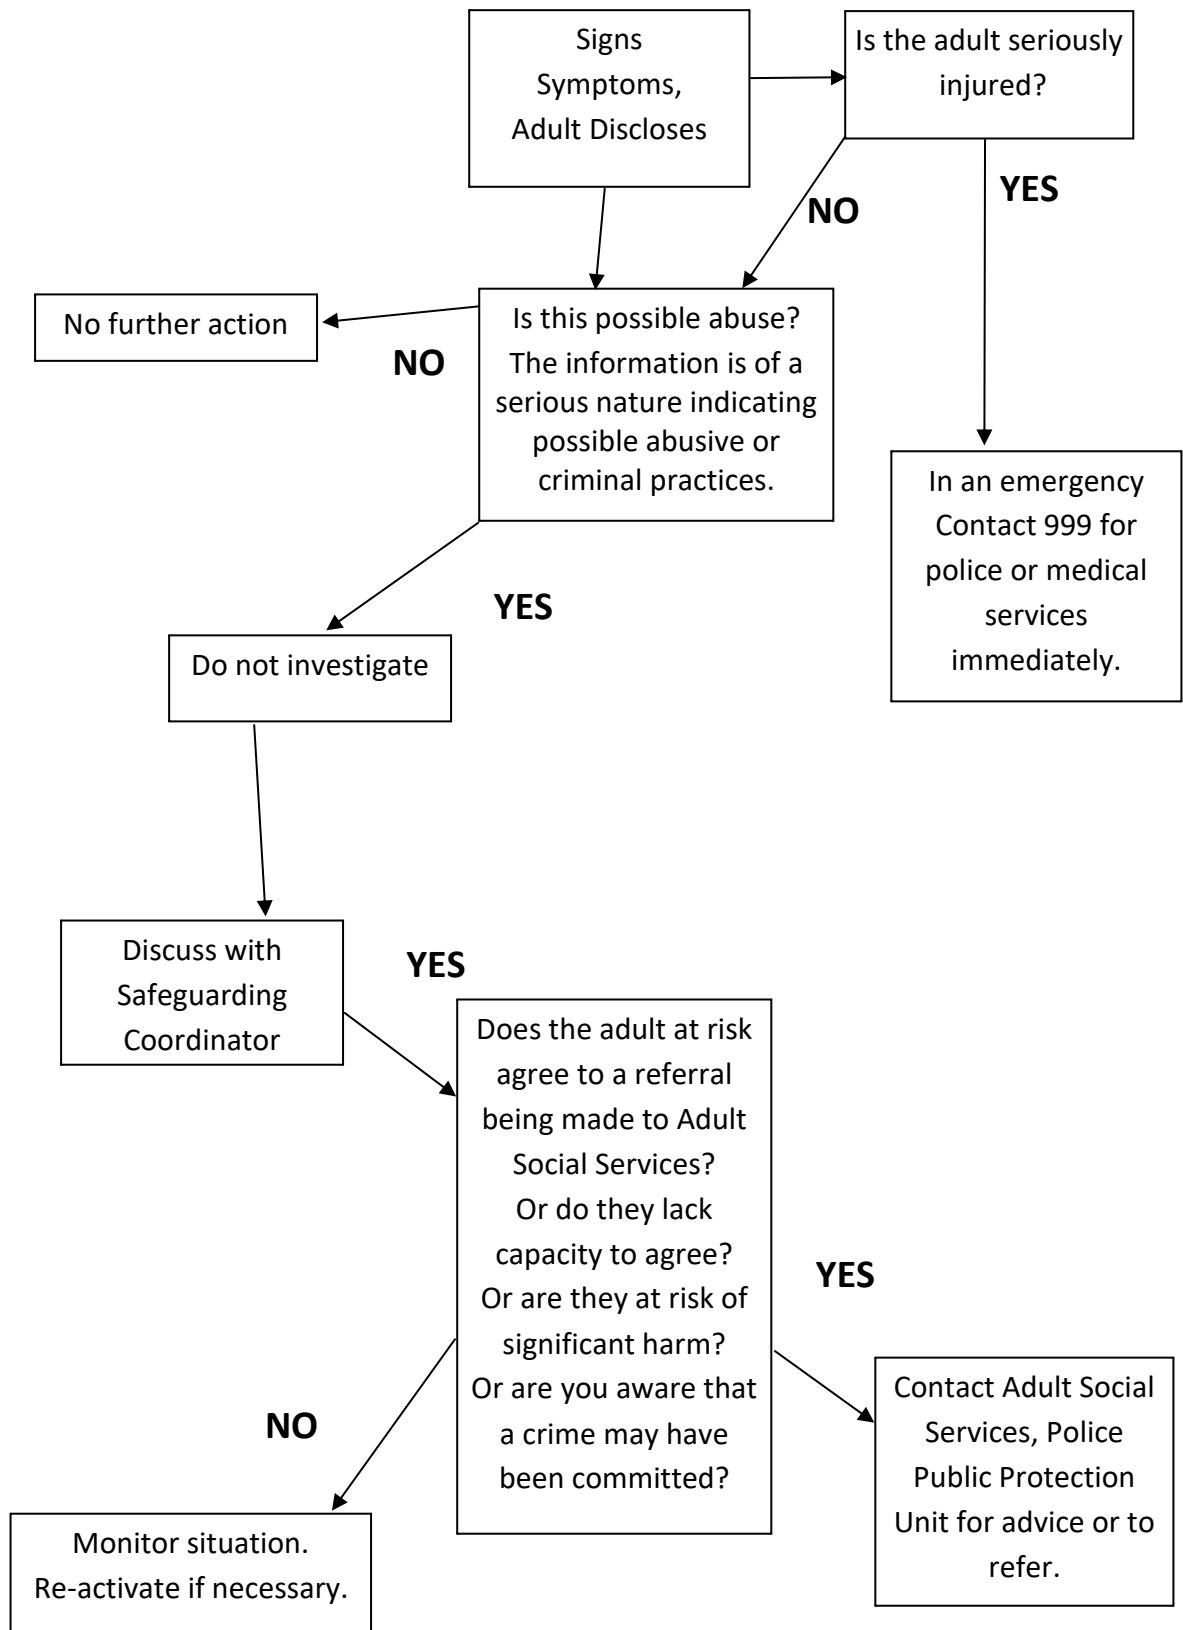 Signs
Symptoms,
Adult Discloses
Is the adult seriously
injured?
YES
NO
No further action
NO
Is this possible abuse?
The information is of a
serious nature indicating
possible abusive or
criminal practices.
In an emergency
Contact 999 for
police or medical
services
immediately.
YES
Do not investigate
Discuss with
Safeguarding
Coordinator
YES
Does the adult at risk
agree to a referral
being made to Adult
Social Services?
Or do they lack
capacity to agree?
Or are they at risk of
significant harm?
Or are you aware that
a crime may have
been committed?
YES
NO
Contact Adult Social
Services, Police
Public Protection
Unit for advice or to
refer.
Monitor situation.
Re-activate if necessary.